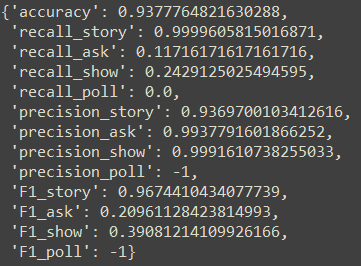 {'accuracy': 0.9377764821630288,
'recall_story': 0.9999605815016871,
'recall_ask': 0.11716171617161716,
'recall_show': 0.2429125025494595,
'recall_poll': 0.0,
'precision_story': 0.9369700103412616,
'precision_ask': 0.9937791601866252,
'precision_show': 0.9991610738255033,
'precision_poll': -1,
'F1_story': 0.9674410434077739,
'F1_ask': 0.20961128423814993,
'F1_show': 0.39081214109926166,
'F1_poll': -1}